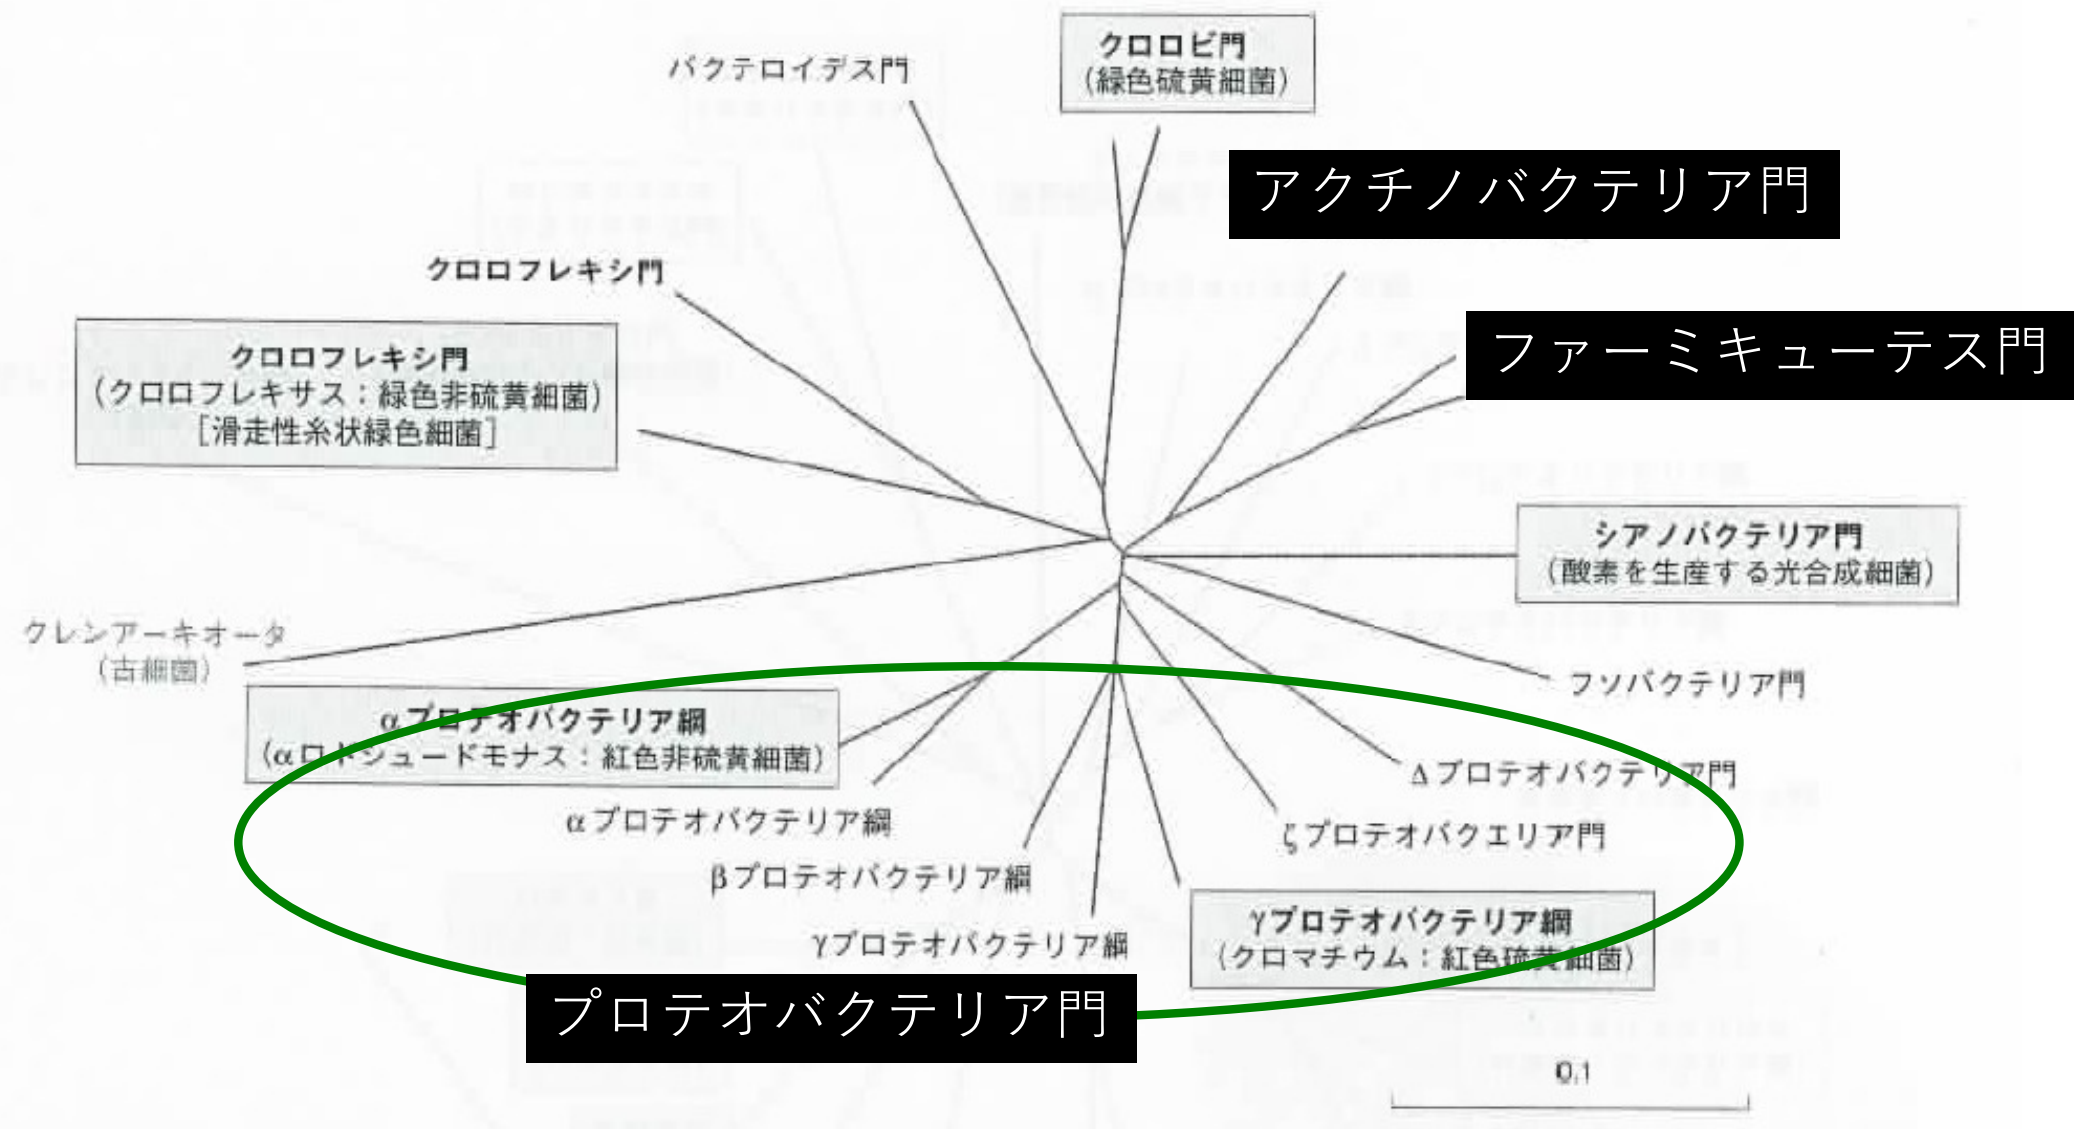 クロロビ門
(緑色硫黄細菌)
バクテロイデス門
アクチノバクテリア門
クロロフレキシ門
ファーミキューテス門
クロロフレキシ門
(クロロフレキサス：緑色非硫黄細菌)
[滑走性糸状緑色細菌]
シアノバクテリア門
(酸素を生産する光合成細菌)
クレンアーキオータ
(古細菌)
フソバクテリア門
αプロテオバクテリア綱
(αロドシュードモナス：紅色非硫黄細菌)
Δプロテオバクテリア門
αプロテオバクテリア綱
ζプロテオバクエリア門
βプロテオバクテリア綱
γプロテオバクテリア綱
(クロマチウム：紅色硫黄細菌)
γプロテオバクテリア綱
プロテオバクテリア門
0.1